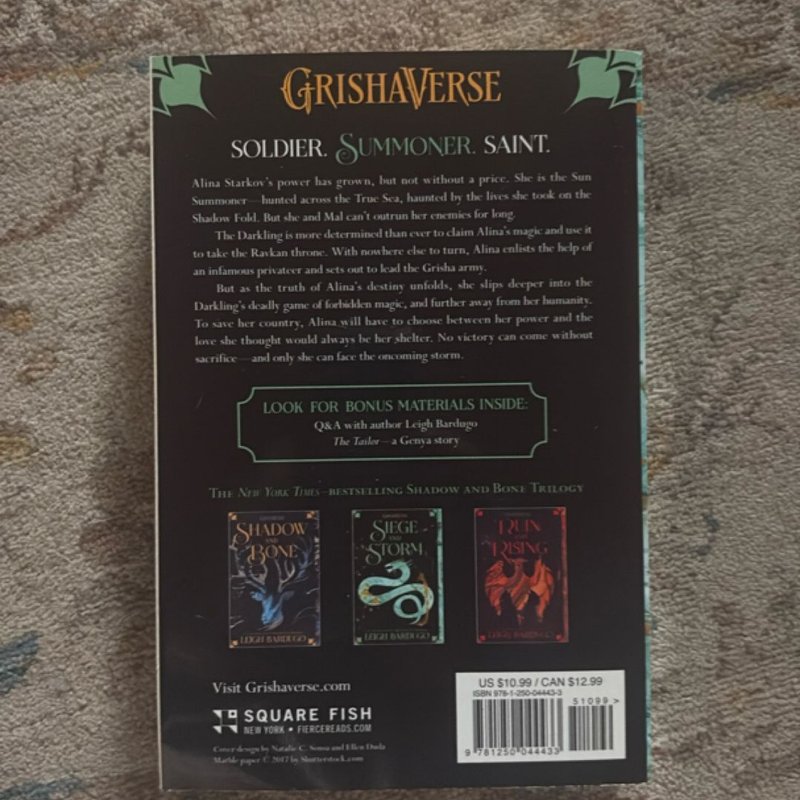 GRISHAVERSE
SOLDIER. SUMMONER. SAINT.
Alina Starkov's power has grown, but not without a price. She is the Sun
Summoner—hunted across the True Sea, haunted by the lives she took on the
Shadow Fold. But she and Mal can't outrun her enemies for long.
The Darkling is more determined than ever to claim Alina's magic and use it
to take the Ravkan throne. With nowhere else to turn, Alina enlists the help of
an infamous privateer and sets out to lead the Grisha army.
But as the truth of Alina's destiny unfolds, she slips deeper into the
Darkling's deadly game of forbidden magic, and further away from her humanity.
To save her country, Alina will have to choose between her power and the
love she thought would always be her shelter. No victory can come without
sacrifice—and only she can face the oncoming storm.
LOOK FOR BONUS MATERIALS INSIDE:
Q&A with author Leigh Bardugo
The Tailor—a Genya story
THE NEW YORK TIMES–BESTSELLING SHADOW AND BONE TRILOGY
SHADOW
AND
BONE
LEIGH BARDUGO
SIEGE
AND
STORM
LEIGH BARDUGO
RUIN
AND
RISING
LEIGH BARDUGO
Visit Grishaverse.com
SQUARE FISH
NEW YORK • FIERCEREADS.COM
Cover design by Natalie C. Sousa and Ellen Duda
Marble paper © 2017 by Shutterstock.com
US $10.99 / CAN $12.99
ISBN 978-1-250-04443-3
51099>
9 781250 044433